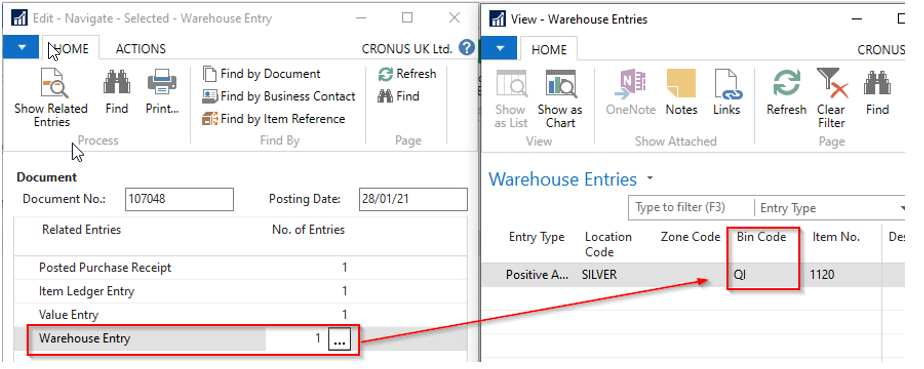 Edit - Navigate - Selected - Warehouse Entry
HOME ACTIONS CRONUS UK Ltd.
Show Related Entries
Find
Print...
Process
Find by Document
Find by Business Contact
Find by Item Reference
Find By
Refresh
Find
Page
Document
Document No.: 107048 Posting Date: 28/01/21
Related Entries No. of Entries
Posted Purchase Receipt 1
Item Ledger Entry 1
Value Entry 1
Warehouse Entry 1 ...
View - Warehouse Entries
HOME CRONUS
Show as List
Show as Chart
View
OneNote
Notes
Links
Show Attached
Refresh
Clear Filter
Find
Page
Warehouse Entries
Type to filter (F3) Entry Type
Entry Type Location Code Zone Code Bin Code Item No. Des
Positive A... SILVER QI 1120